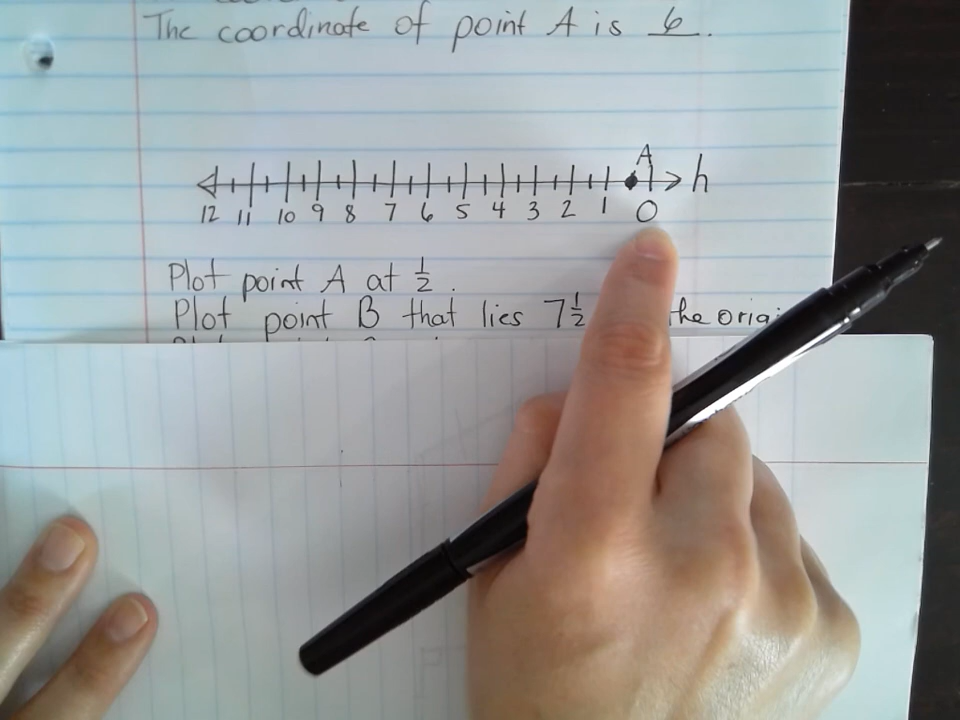 The coordinate of point A is 6.
A
h
12 11 10 9 8 7 6 5 4 3 2 1 0
Plot point A at 1/2.
Plot point B that lies 7 1/2 the